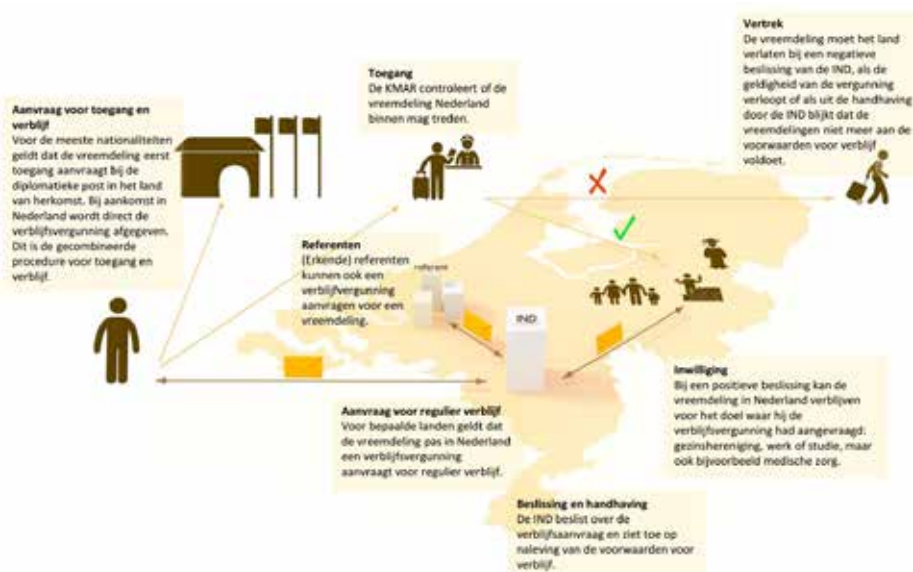 Aanvraag voor toegang en
verblijf
Voor de meeste nationaliteiten
geldt dat de vreemdeling eerst
toegang aanvraagt bij de
diplomatieke post in het land
van herkomst. Bij aankomst in
Nederland wordt direct de
verblijfsvergunning afgegeven.
Dit is de gecombineerde
procedure voor toegang en
verblijf.
Toegang
De KMAR controleert of de
vreemdeling Nederland
binnen mag treden.
Vertrek
De vreemdeling moet het land
verlaten bij een negatieve
beslissing van de IND, als de
geldigheid van de vergunning
verloopt of als uit de handhaving
door de IND blijkt dat de
vreemdelingen niet meer aan de
voorwaarden voor verblijf
voldoet.
Referenten
(Erkende) referenten
kunnen ook een
verblijfvergunning
aanvragen voor een
vreemdeling.
referent
IND
Aanvraag voor regulier verblijf
Voor bepaalde landen geldt dat
de vreemdeling pas in Nederland
een verblijfsvergunning
aanvraagt voor regulier verblijf.
Inwilliging
Bij een positieve beslissing kan de
vreemdeling in Nederland verblijven
voor het doel waar hij de
verblijfsvergunning had aangevraagd:
gezinshereniging, werk of studie, maar
ook bijvoorbeeld medische zorg.
Beslissing en handhaving
De IND beslist over de
verblijfsaanvraag en ziet toe op
naleving van de voorwaarden voor
verblijf.